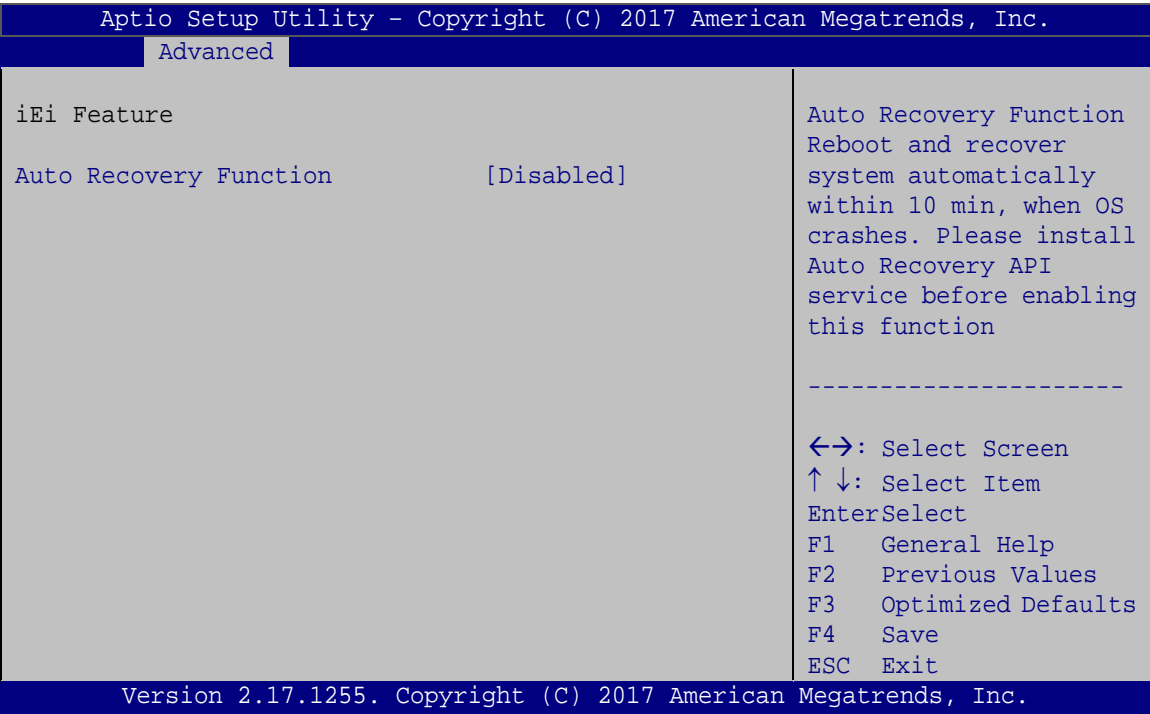 Aptio Setup Utility – Copyright (C) 2017 American Megatrends, Inc.
Advanced
iEi Feature
Auto Recovery Function [Disabled]
Auto Recovery Function
Reboot and recover
system automatically
within 10 min, when OS
crashes. Please install
Auto Recovery API
service before enabling
this function
----------------------
←→: Select Screen
↑ ↓: Select Item
EnterSelect
F1 General Help
F2 Previous Values
F3 Optimized Defaults
F4 Save
ESC Exit
Version 2.17.1255. Copyright (C) 2017 American Megatrends, Inc.